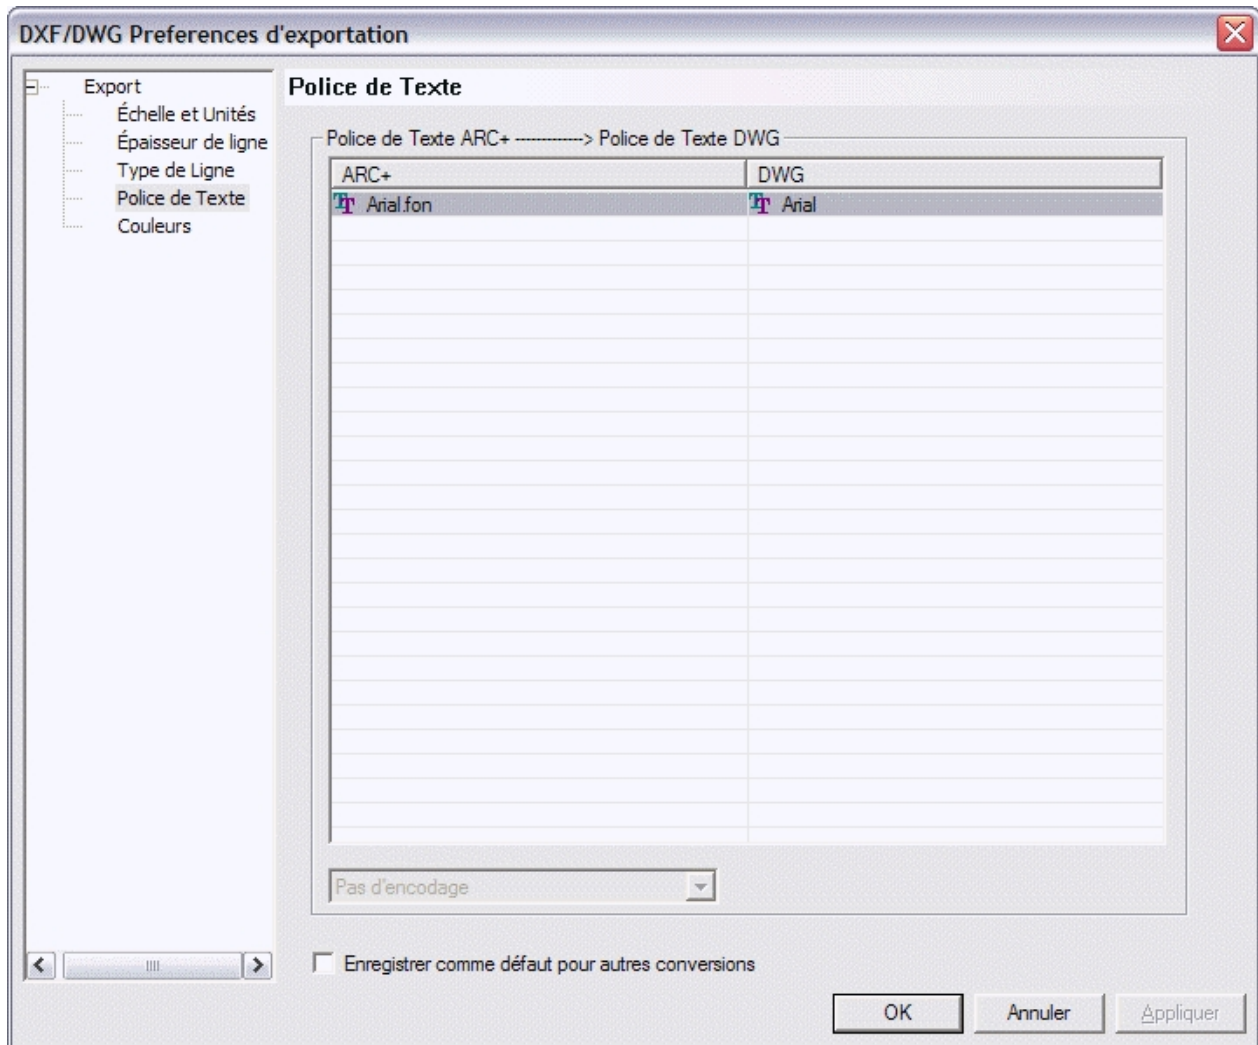 DXF/DWG Preferences d'exportation
Export
Échelle et Unités
Épaisseur de ligne
Type de Ligne
Police de Texte
Couleurs
Police de Texte
Police de Texte ARC+ -------------> Police de Texte DWG
ARC+ DWG
Arial.fon Arial
Pas d'encodage
Enregistrer comme défaut pour autres conversions
OK Annuler Appliquer